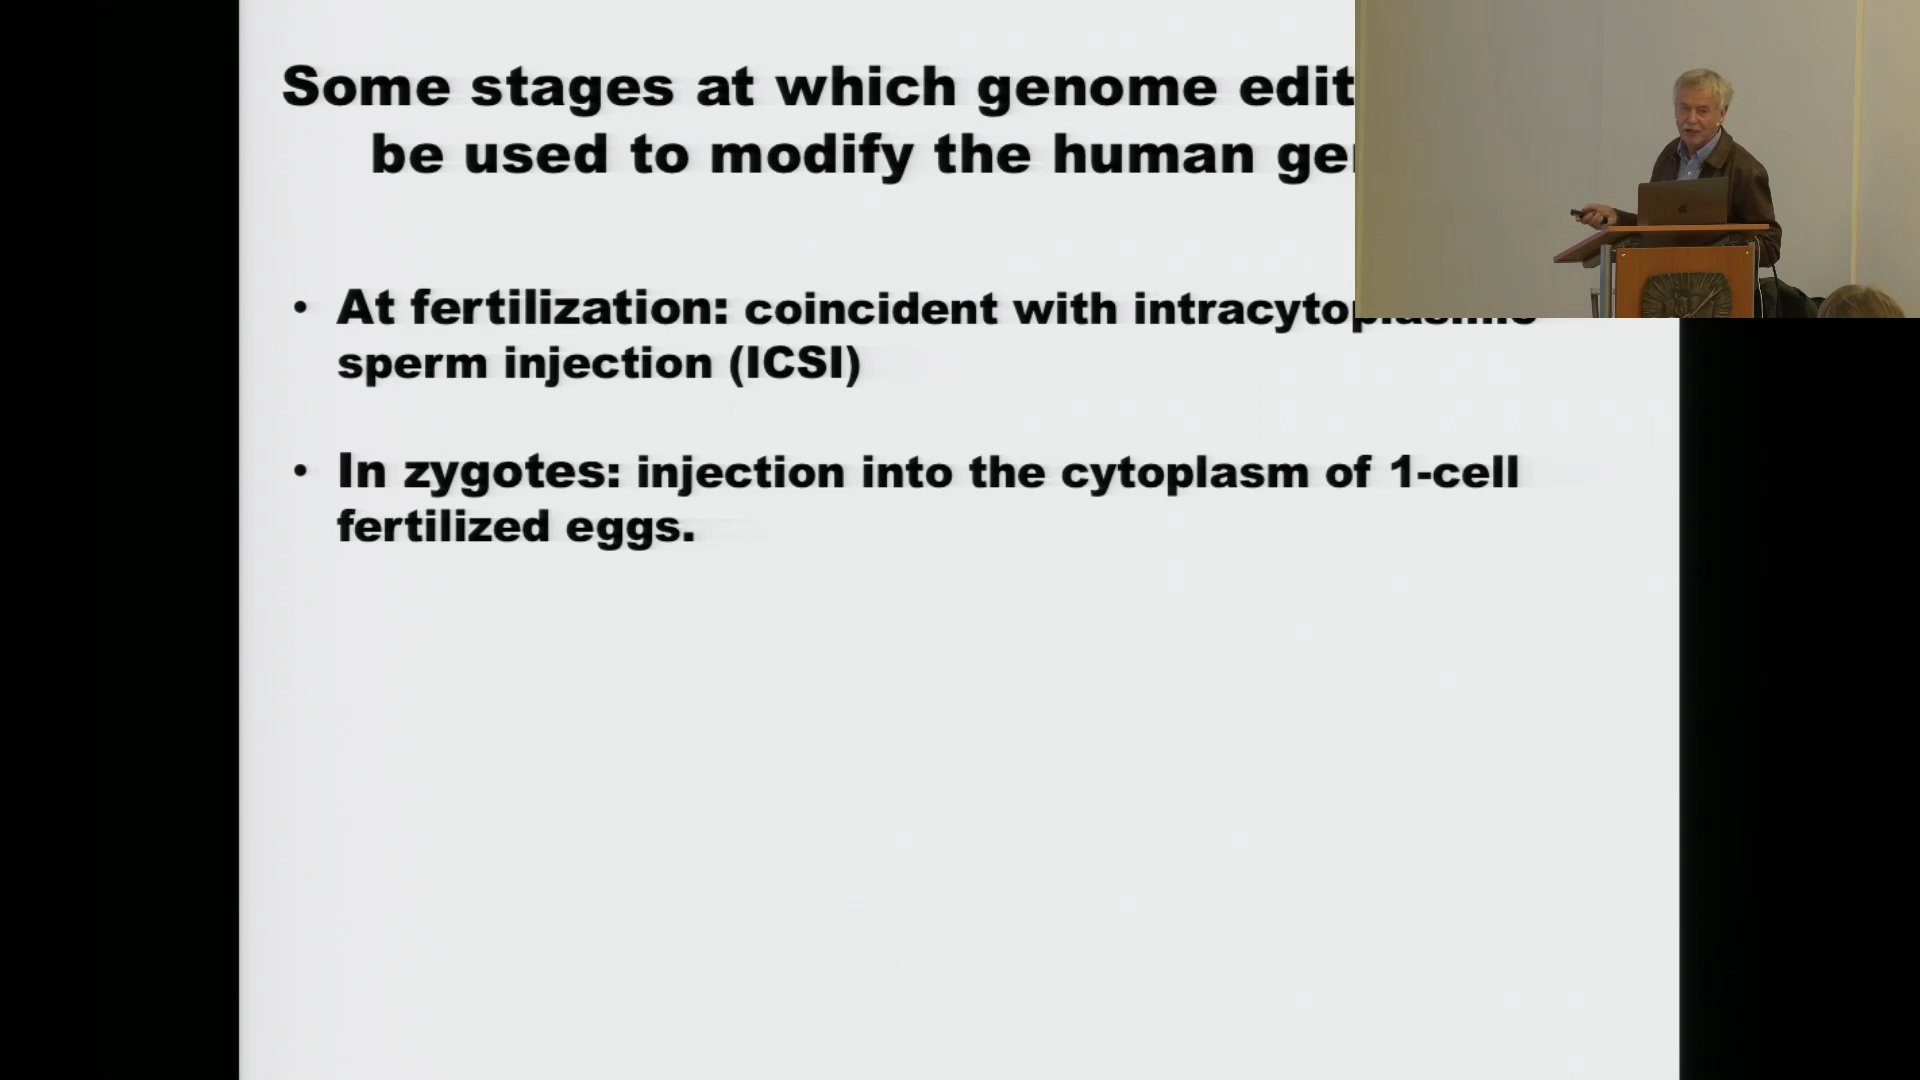 Some stages at which genome edit
be used to modify the human
• At fertilization: coincident with intracytoplasmic
sperm injection (ICSI)
• In zygotes: injection into the cytoplasm of 1-cell
fertilized eggs.